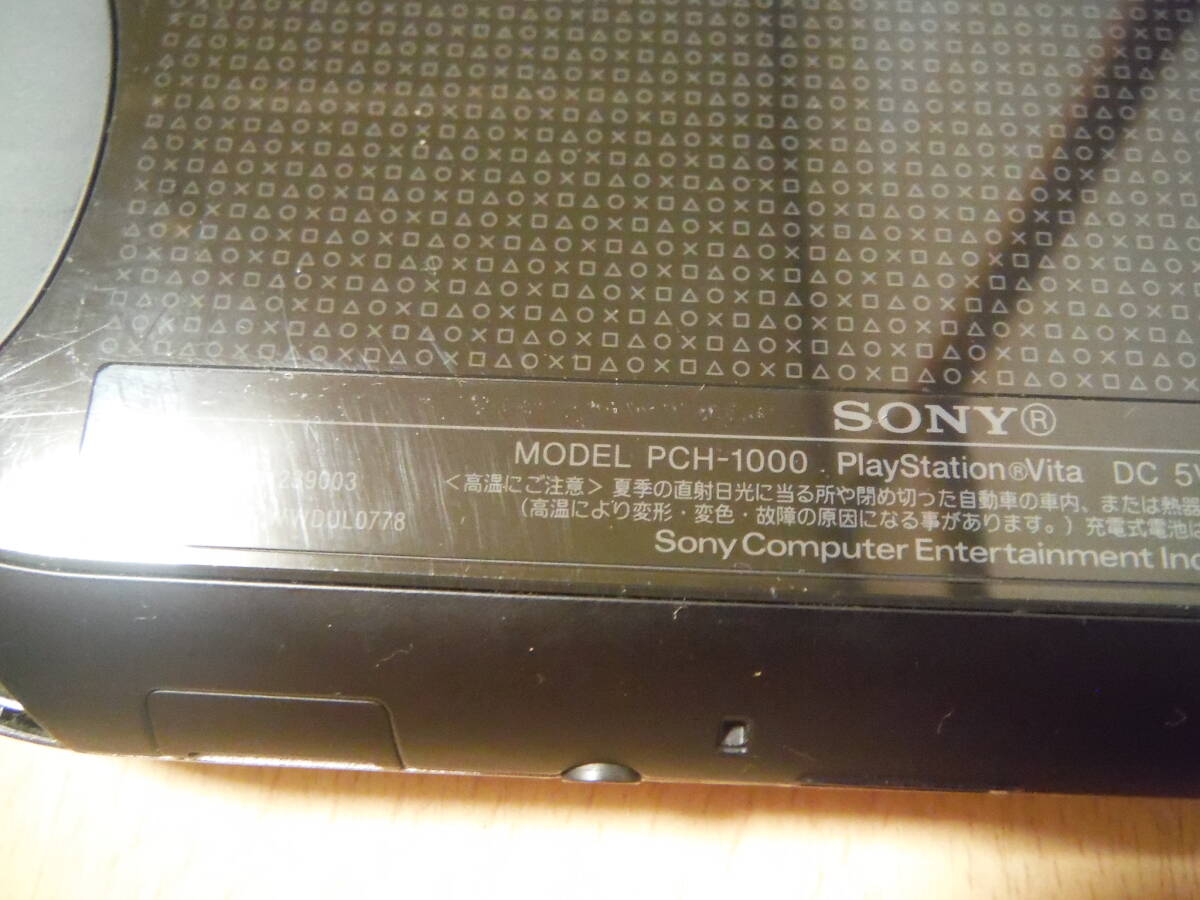 SONY®
MODEL PCH-1000 PlayStation®Vita DC 5
239003
＜高温にご注意＞ 夏季の直射日光に当る所や閉め切った自動車の車内、または熱器
WDUL0778
(高温により変形・変色・故障の原因になる事があります。) 充電式電池
Sony Computer Entertainment Inc